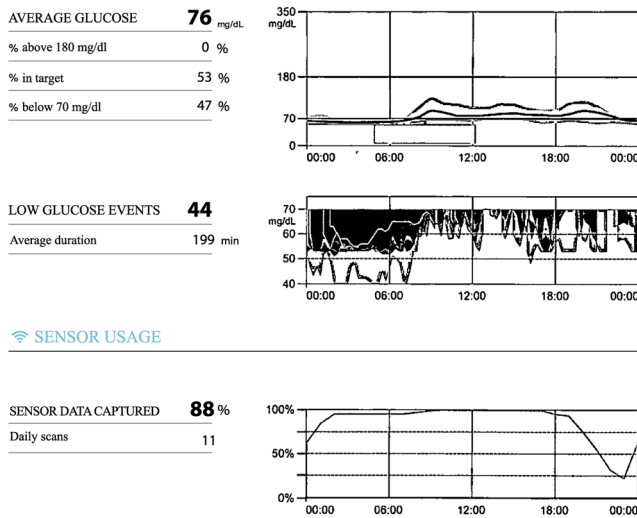 AVERAGE GLUCOSE 76 mg/dL
% above 180 mg/dl 0 %
% in target 53 %
% below 70 mg/dl 47 %
350
mg/dL
180
70
0
00:00 06:00 12:00 18:00 00:00
LOW GLUCOSE EVENTS 44
Average duration 199 min
70
mg/dL
60
50
40
00:00 06:00 12:00 18:00 00:00
SENSOR USAGE
SENSOR DATA CAPTURED 88 %
Daily scans 11
100%
50%
0%
00:00 06:00 12:00 18:00 00:00